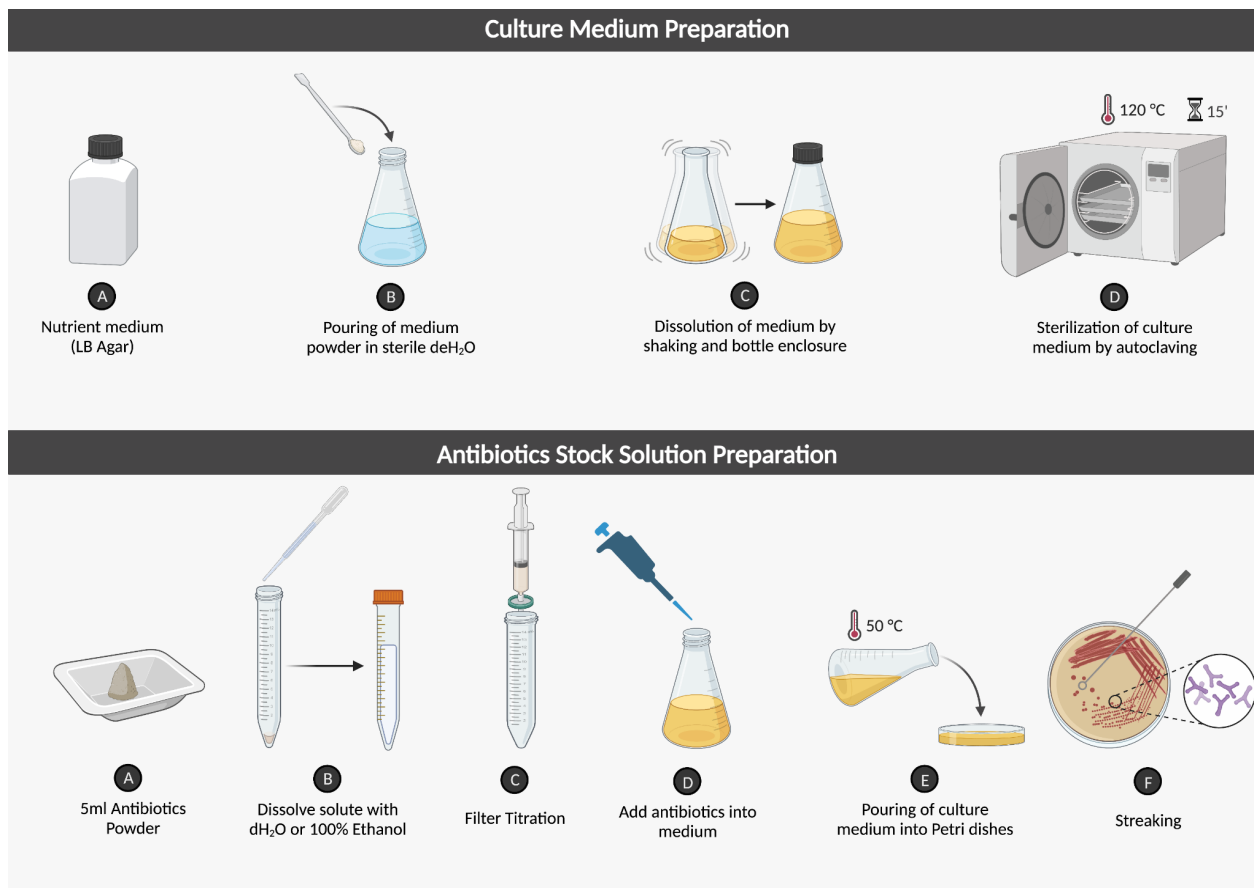 Culture Medium Preparation
120 °C
15'
A
Nutrient medium
(LB Agar)
B
Pouring of medium
powder in sterile deH₂O
C
Dissolution of medium by
shaking and bottle enclosure
D
Sterilization of culture
medium by autoclaving
Antibiotics Stock Solution Preparation
50 °C
A
5ml Antibiotics
Powder
B
Dissolve solute with
dH₂O or 100% Ethanol
C
Filter Titration
D
Add antibiotics into
medium
E
Pouring of culture
medium into Petri dishes
F
Streaking